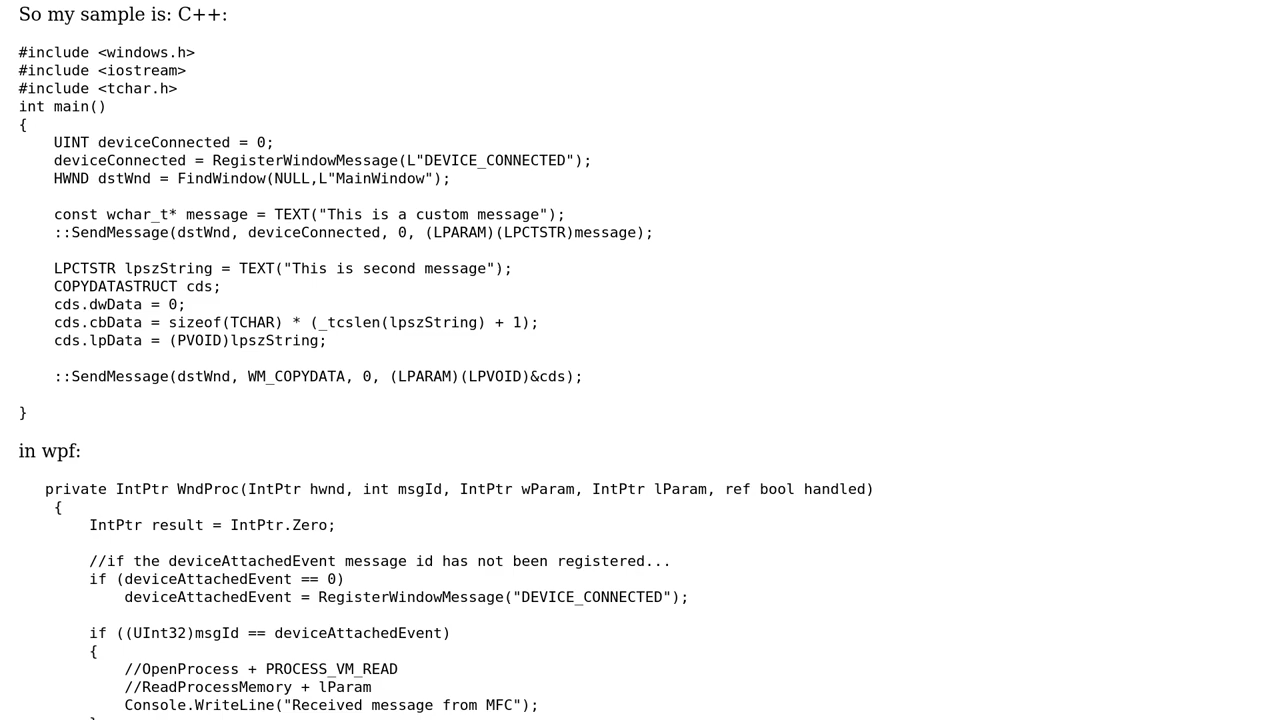 So my sample is: C++:
#include <windows.h>
#include <iostream>
#include <tchar.h>
int main()
{
    UINT deviceConnected = 0;
    deviceConnected = RegisterWindowMessage(L"DEVICE_CONNECTED");
    HWND dstWnd = FindWindow(NULL,L"MainWindow");
    const wchar_t* message = TEXT("This is a custom message");
    ::SendMessage(dstWnd, deviceConnected, 0, (LPARAM)(LPCTSTR)message);
    LPCTSTR lpszString = TEXT("This is second message");
    COPYDATASTRUCT cds;
    cds.dwData = 0;
    cds.cbData = sizeof(TCHAR) * (_tcslen(lpszString) + 1);
    cds.lpData = (PVOID)lpszString;
    ::SendMessage(dstWnd, WM_COPYDATA, 0, (LPARAM)(LPVOID)&cds);
}
in wpf:
   private IntPtr WndProc(IntPtr hwnd, int msgId, IntPtr wParam, IntPtr lParam, ref bool handled)
    {
        IntPtr result = IntPtr.Zero;
        //if the deviceAttachedEvent message id has not been registered...
        if (deviceAttachedEvent == 0)
            deviceAttachedEvent = RegisterWindowMessage("DEVICE_CONNECTED");
        if ((UInt32)msgId == deviceAttachedEvent)
        {
            //OpenProcess + PROCESS_VM_READ
            //ReadProcessMemory + lParam
            Console.WriteLine("Received message from MFC");